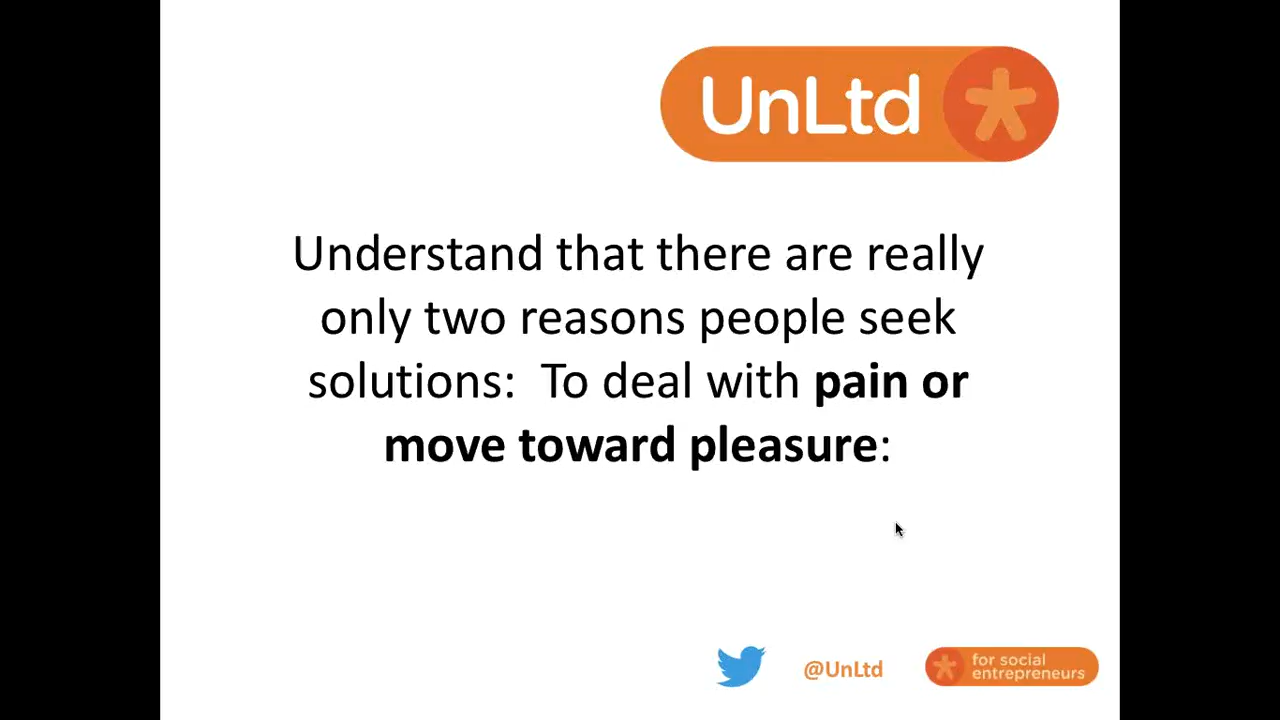 UnLtd
Understand that there are really
only two reasons people seek
solutions:  To deal with pain or
move toward pleasure:
@UnLtd
for social
entrepreneurs